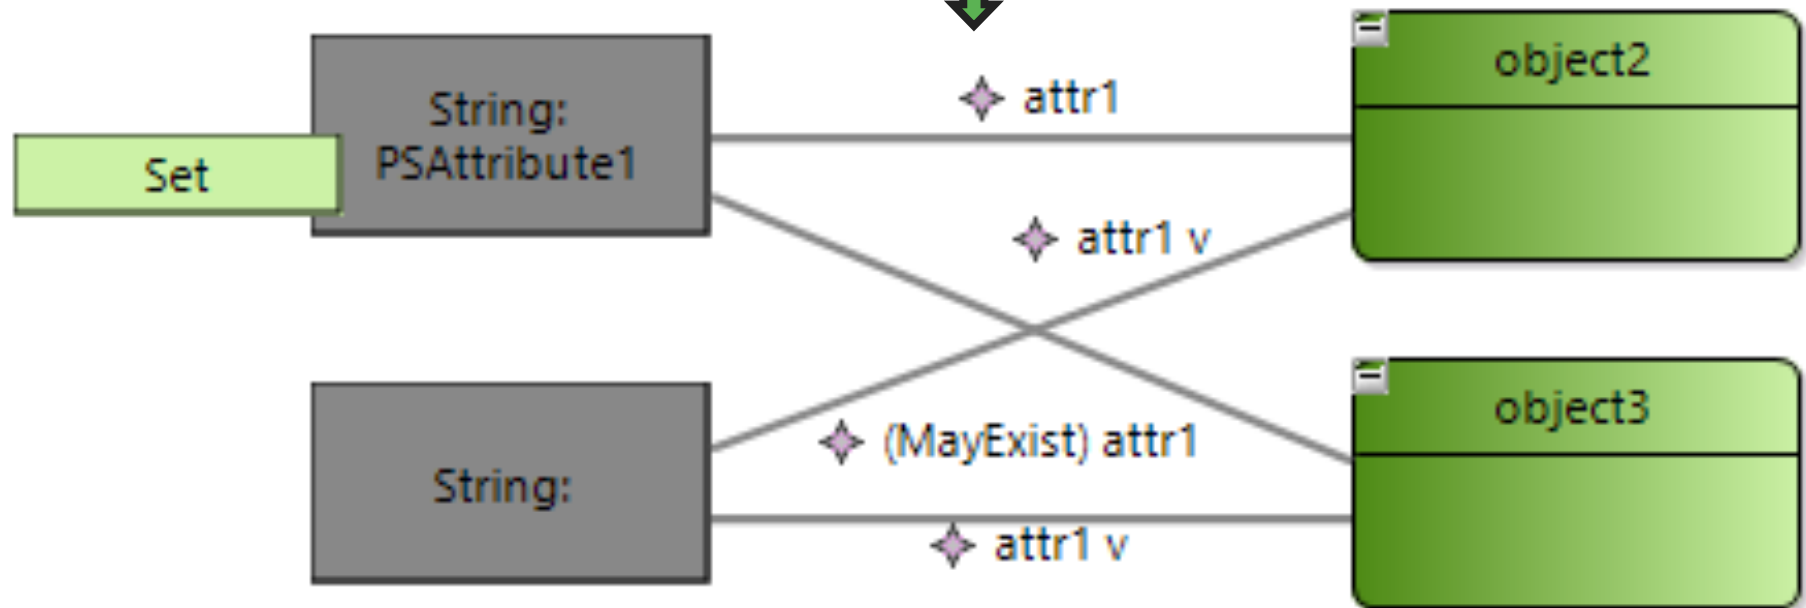 object2
attr1
String:
PSAttribute1
Set
attr1 v
object3
(MayExist) attr1
String:
attr1 v